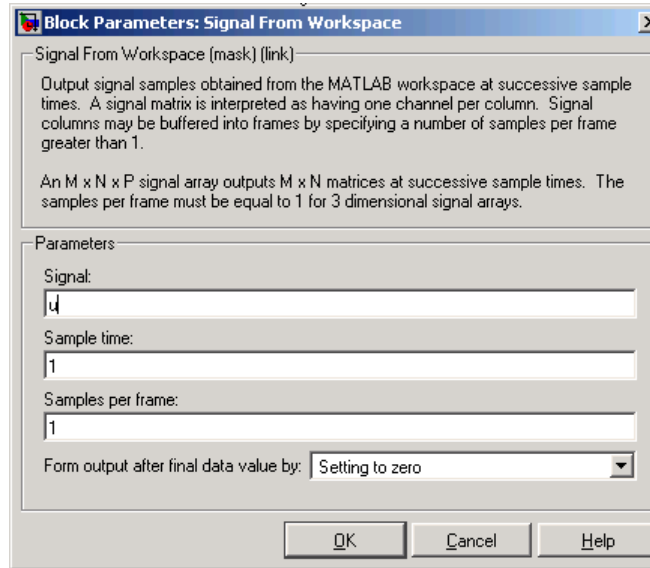 Block Parameters: Signal From Workspace
Signal From Workspace (mask) (link)
Output signal samples obtained from the MATLAB workspace at successive sample
times. A signal matrix is interpreted as having one channel per column. Signal
columns may be buffered into frames by specifying a number of samples per frame
greater than 1.
An M x N x P signal array outputs M x N matrices at successive sample times. The
samples per frame must be equal to 1 for 3 dimensional signal arrays.
Parameters
Signal:
u
Sample time:
1
Samples per frame:
1
Form output after final data value by: Setting to zero
OK Cancel Help